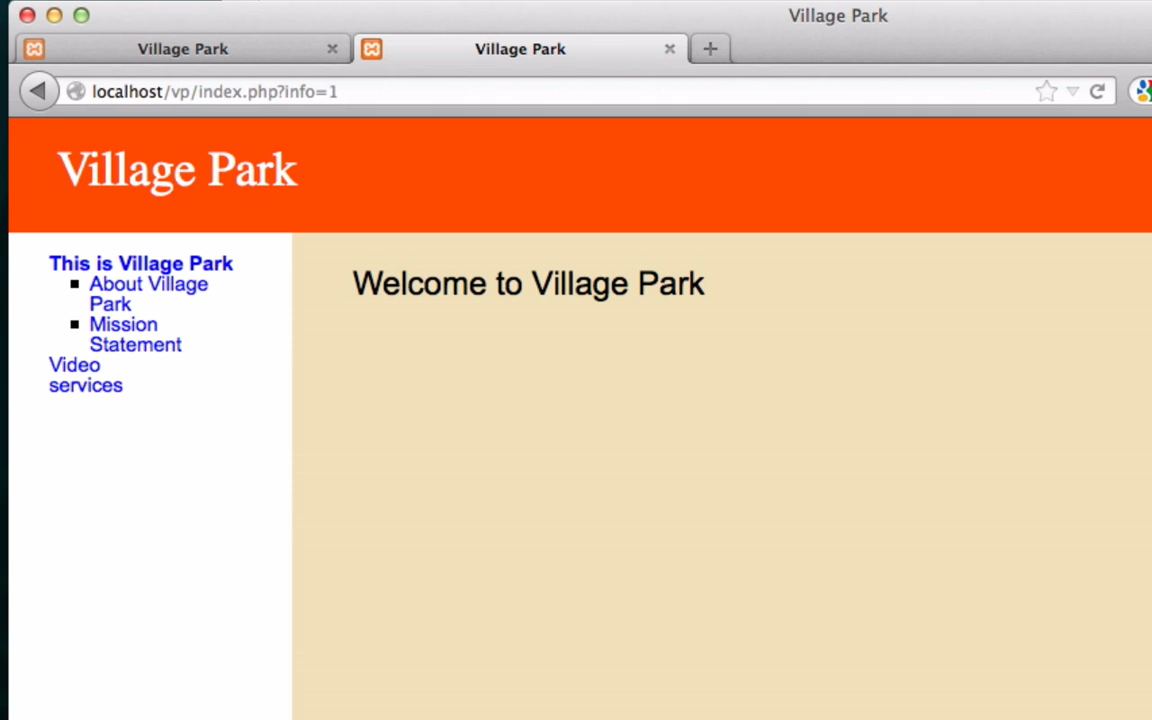 Village Park
Village Park
Village Park
localhost/vp/index.php?info=1
Village Park
This is Village Park
About Village
Park
Mission
Statement
Video
services
Welcome to Village Park